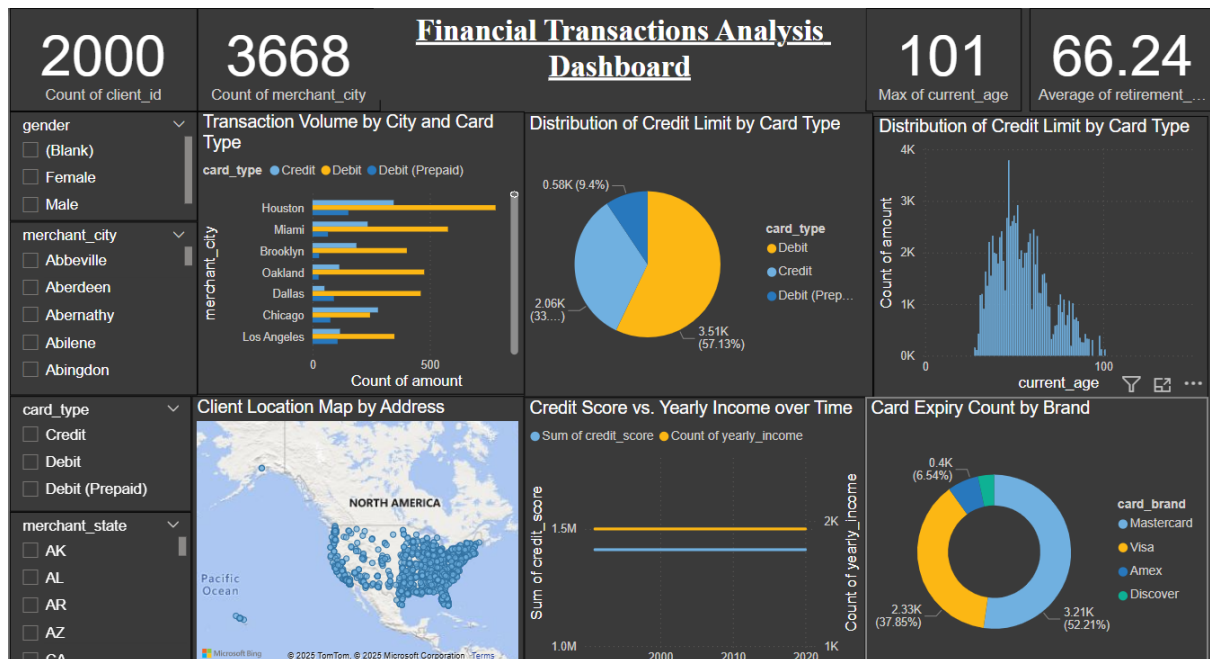 2000
Count of client_id
3668
Count of merchant_city
Financial Transactions Analysis
Dashboard
101
Max of current_age
66.24
Average of retirement_...
gender
(Blank)
Female
Male
merchant_city
Abbeville
Aberdeen
Abernathy
Abilene
Abingdon
card_type
Credit
Debit
Debit (Prepaid)
merchant_state
AK
AL
AR
AZ
CA
Transaction Volume by City and Card
Type
card_type Credit Debit Debit (Prepaid)
merchant_city
Houston
Miami
Brooklyn
Oakland
Dallas
Chicago
Los Angeles
0 500
Count of amount
Distribution of Credit Limit by Card Type
0.58K (9.4%)
2.06K
(33....)
3.51K
(57.13%)
card_type
Debit
Credit
Debit (Prep...
Distribution of Credit Limit by Card Type
Count of amount
4K
3K
2K
1K
0K
0 100
current_age
Client Location Map by Address
NORTH AMERICA
Pacific
Ocean
Microsoft Bing
© 2025 TomTom, © 2025 Microsoft Corporation Terms
Credit Score vs. Yearly Income over Time
Sum of credit_score Count of yearly_income
Sum of credit_score
1.5M
1.0M
2K
1K
Count of yearly_income
2000 2010 2020
Card Expiry Count by Brand
0.4K
(6.54%)
2.33K
(37.85%)
3.21K
(52.21%)
card_brand
Mastercard
Visa
Amex
Discover